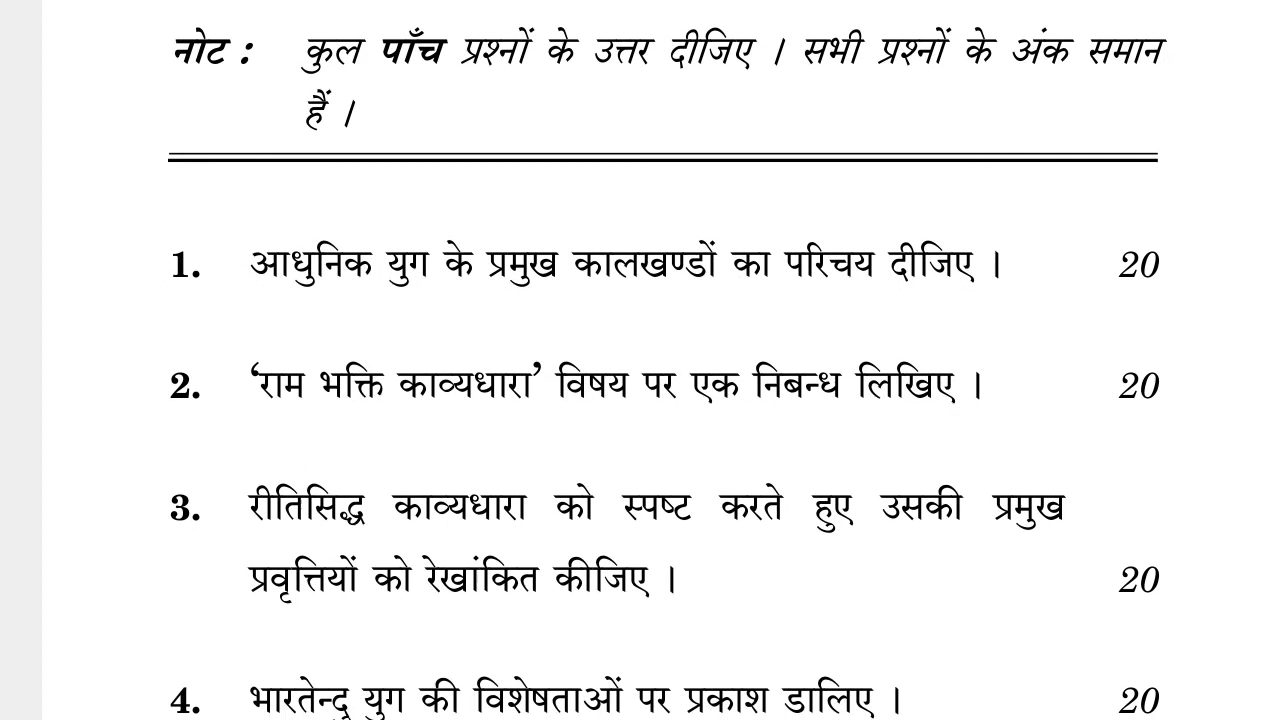 नोट : कुल पाँच प्रश्नों के उत्तर दीजिए । सभी प्रश्नों के अंक समान
हैं ।
1. आधुनिक युग के प्रमुख कालखण्डों का परिचय दीजिए । 20
2. ‘राम भक्ति काव्यधारा’ विषय पर एक निबन्ध लिखिए । 20
3. रीतिसिद्ध काव्यधारा को स्पष्ट करते हुए उसकी प्रमुख
प्रवृत्तियों को रेखांकित कीजिए । 20
4. भारतेन्दु युग की विशेषताओं पर प्रकाश डालिए । 20